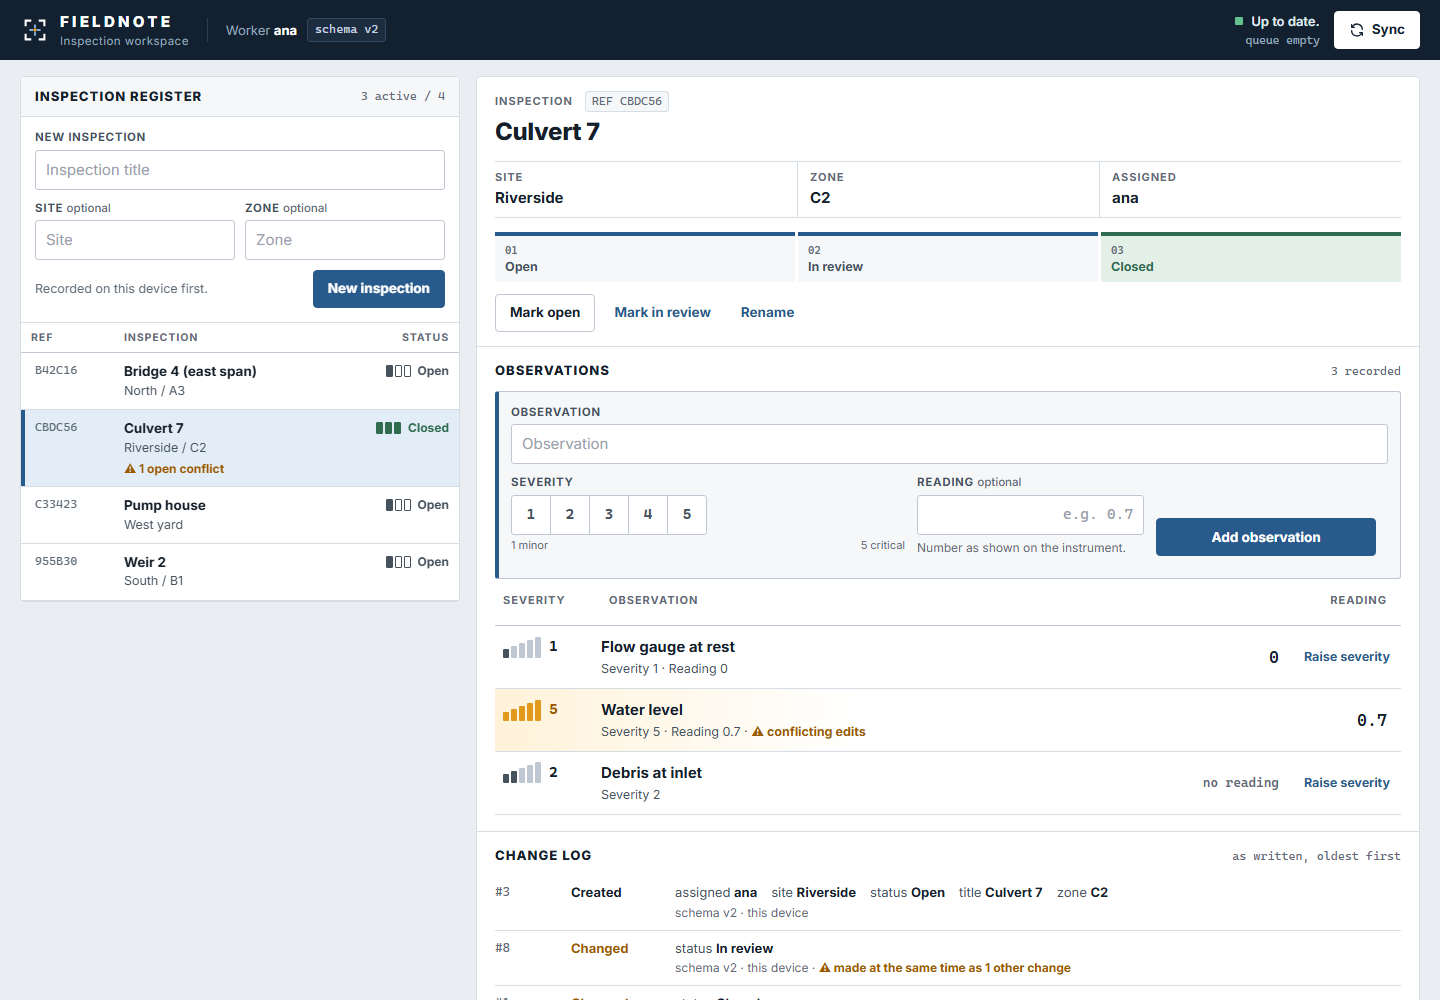 FIELDNOTE
Inspection workspace
Worker ana
schema v2
Up to date.
queue empty
Sync
INSPECTION REGISTER
3 active / 4
NEW INSPECTION
Inspection title
SITE optional
ZONE optional
Site
Zone
Recorded on this device first.
New inspection
REF INSPECTION STATUS
B42C16 Bridge 4 (east span) Open
North / A3
CBDC56 Culvert 7 Closed
Riverside / C2
⚠ 1 open conflict
C33423 Pump house Open
West yard
955B30 Weir 2 Open
South / B1
INSPECTION REF CBDC56
Culvert 7
SITE ZONE ASSIGNED
Riverside C2 ana
01 02 03
Open In review Closed
Mark open Mark in review Rename
OBSERVATIONS
3 recorded
OBSERVATION
Observation
SEVERITY
READING optional
1 2 3 4 5
e.g. 0.7
1 minor 5 critical
Number as shown on the instrument.
Add observation
SEVERITY OBSERVATION READING
1 Flow gauge at rest
Severity 1 · Reading 0
0 Raise severity
5 Water level
Severity 5 · Reading 0.7 · ⚠ conflicting edits
0.7
2 Debris at inlet
Severity 2
no reading Raise severity
CHANGE LOG
as written, oldest first
#3 Created assigned ana site Riverside status Open title Culvert 7 zone C2
schema v2 · this device
#8 Changed status In review
schema v2 · this device · ⚠ made at the same time as 1 other change